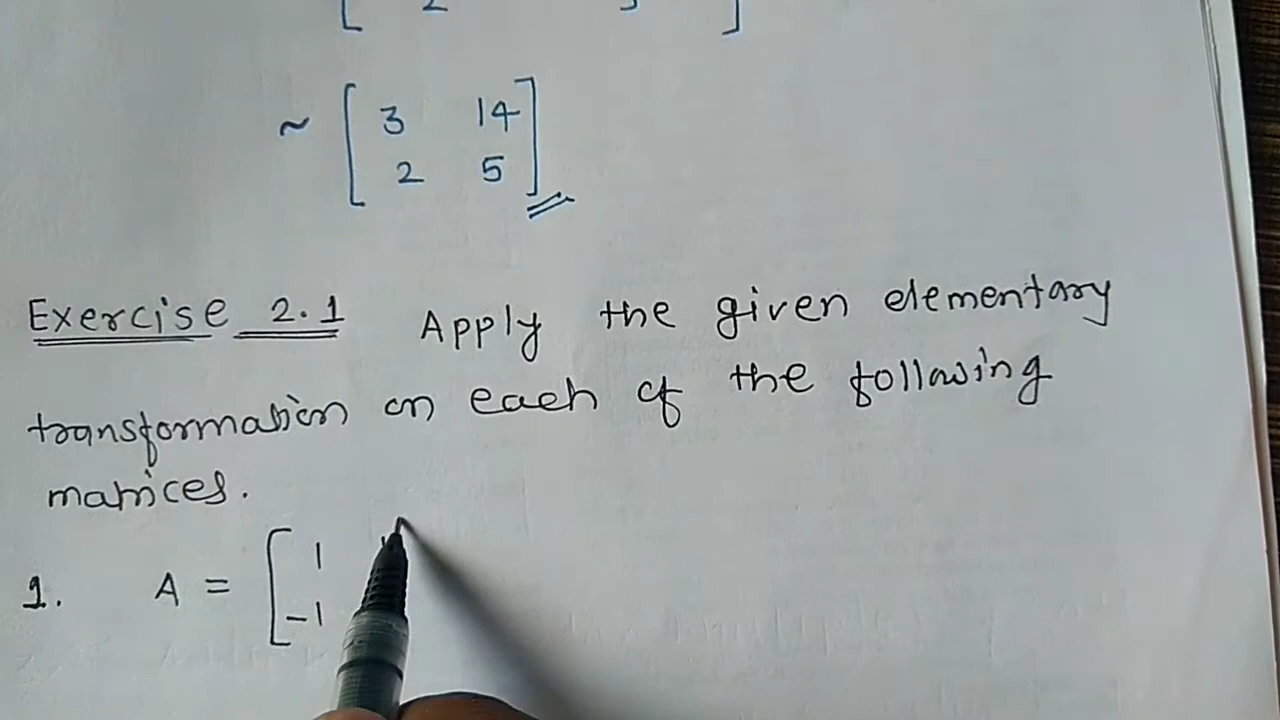 [ 2 ]
~ [ 3 14
2 5 ]
Exercise 2.1 Apply the given elementary
transformation on each of the following
matrices.
1. A = [ 1
-1